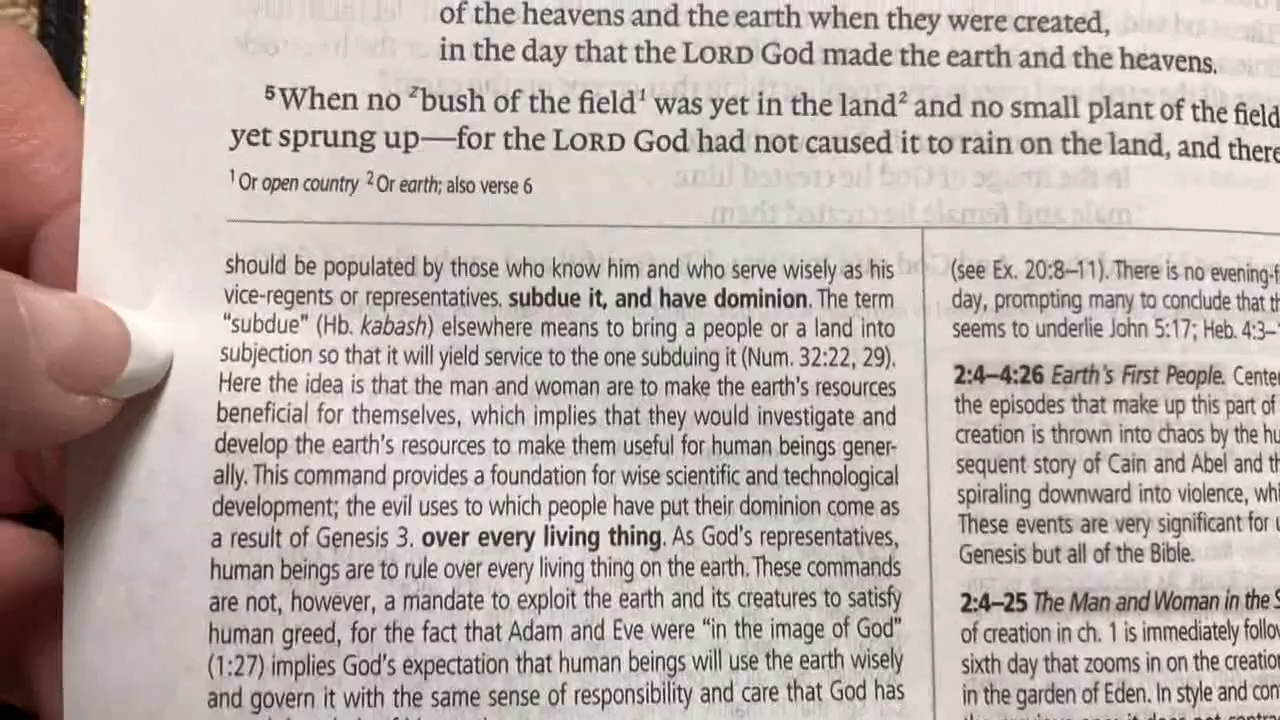 of the heavens and the earth when they were created,
in the day that the LORD God made the earth and the heavens.
5 When no z bush of the field1 was yet in the land2 and no small plant of the field
yet sprung up—for the LORD God had not caused it to rain on the land, and there
1 Or open country 2 Or earth; also verse 6
should be populated by those who know him and who serve wisely as his
vice-regents or representatives. subdue it, and have dominion. The term
“subdue” (Hb. kabash) elsewhere means to bring a people or a land into
subjection so that it will yield service to the one subduing it (Num. 32:22, 29).
Here the idea is that the man and woman are to make the earth’s resources
beneficial for themselves, which implies that they would investigate and
develop the earth’s resources to make them useful for human beings gener-
ally. This command provides a foundation for wise scientific and technological
development; the evil uses to which people have put their dominion come as
a result of Genesis 3. over every living thing. As God’s representatives,
human beings are to rule over every living thing on the earth. These commands
are not, however, a mandate to exploit the earth and its creatures to satisfy
human greed, for the fact that Adam and Eve were “in the image of God”
(1:27) implies God’s expectation that human beings will use the earth wisely
and govern it with the same sense of responsibility and care that God has
(see Ex. 20:8–11). There is no evening-
day, prompting many to conclude that
seems to underlie John 5:17; Heb. 4:3–
2:4–4:26 Earth’s First People.
the episodes that make up this part of
creation is thrown into chaos by the
sequent story of Cain and Abel and
spiraling downward into violence,
These events are very significant for
Genesis but all of the Bible.
2:4–25 The Man and Woman in the
of creation in ch. 1 is immediately
sixth day that zooms in on the
in the garden of Eden. In style and